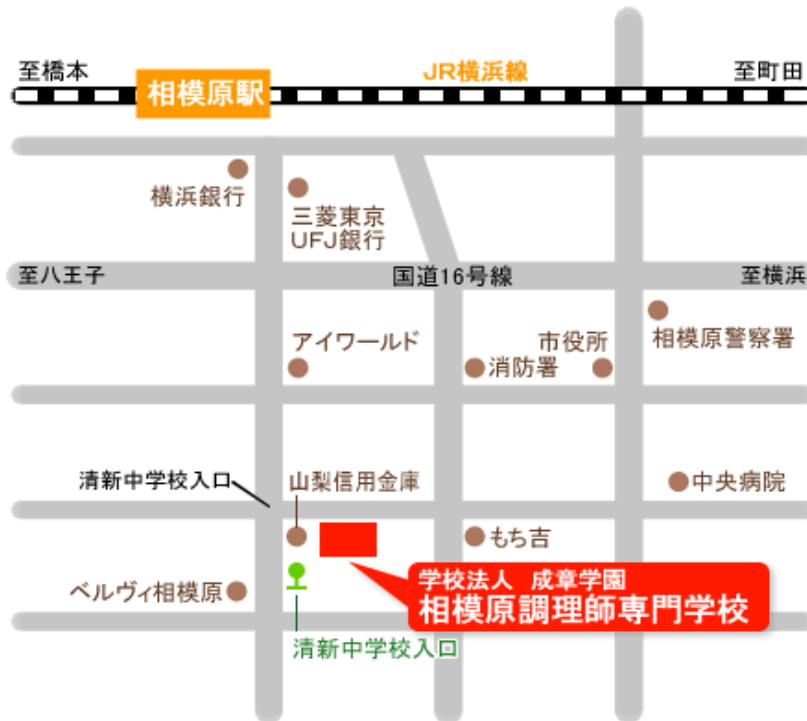 至橋本
JR横浜線
至町田
相模原駅
横浜銀行
三菱東京
UFJ銀行
至八王子
国道16号線
至横浜
アイワールド
市役所
相模原警察署
消防署
清新中学校入口
山梨信用金庫
中央病院
もち吉
学校法人 成章学園
相模原調理師専門学校
ベルヴィ相模原
清新中学校入口